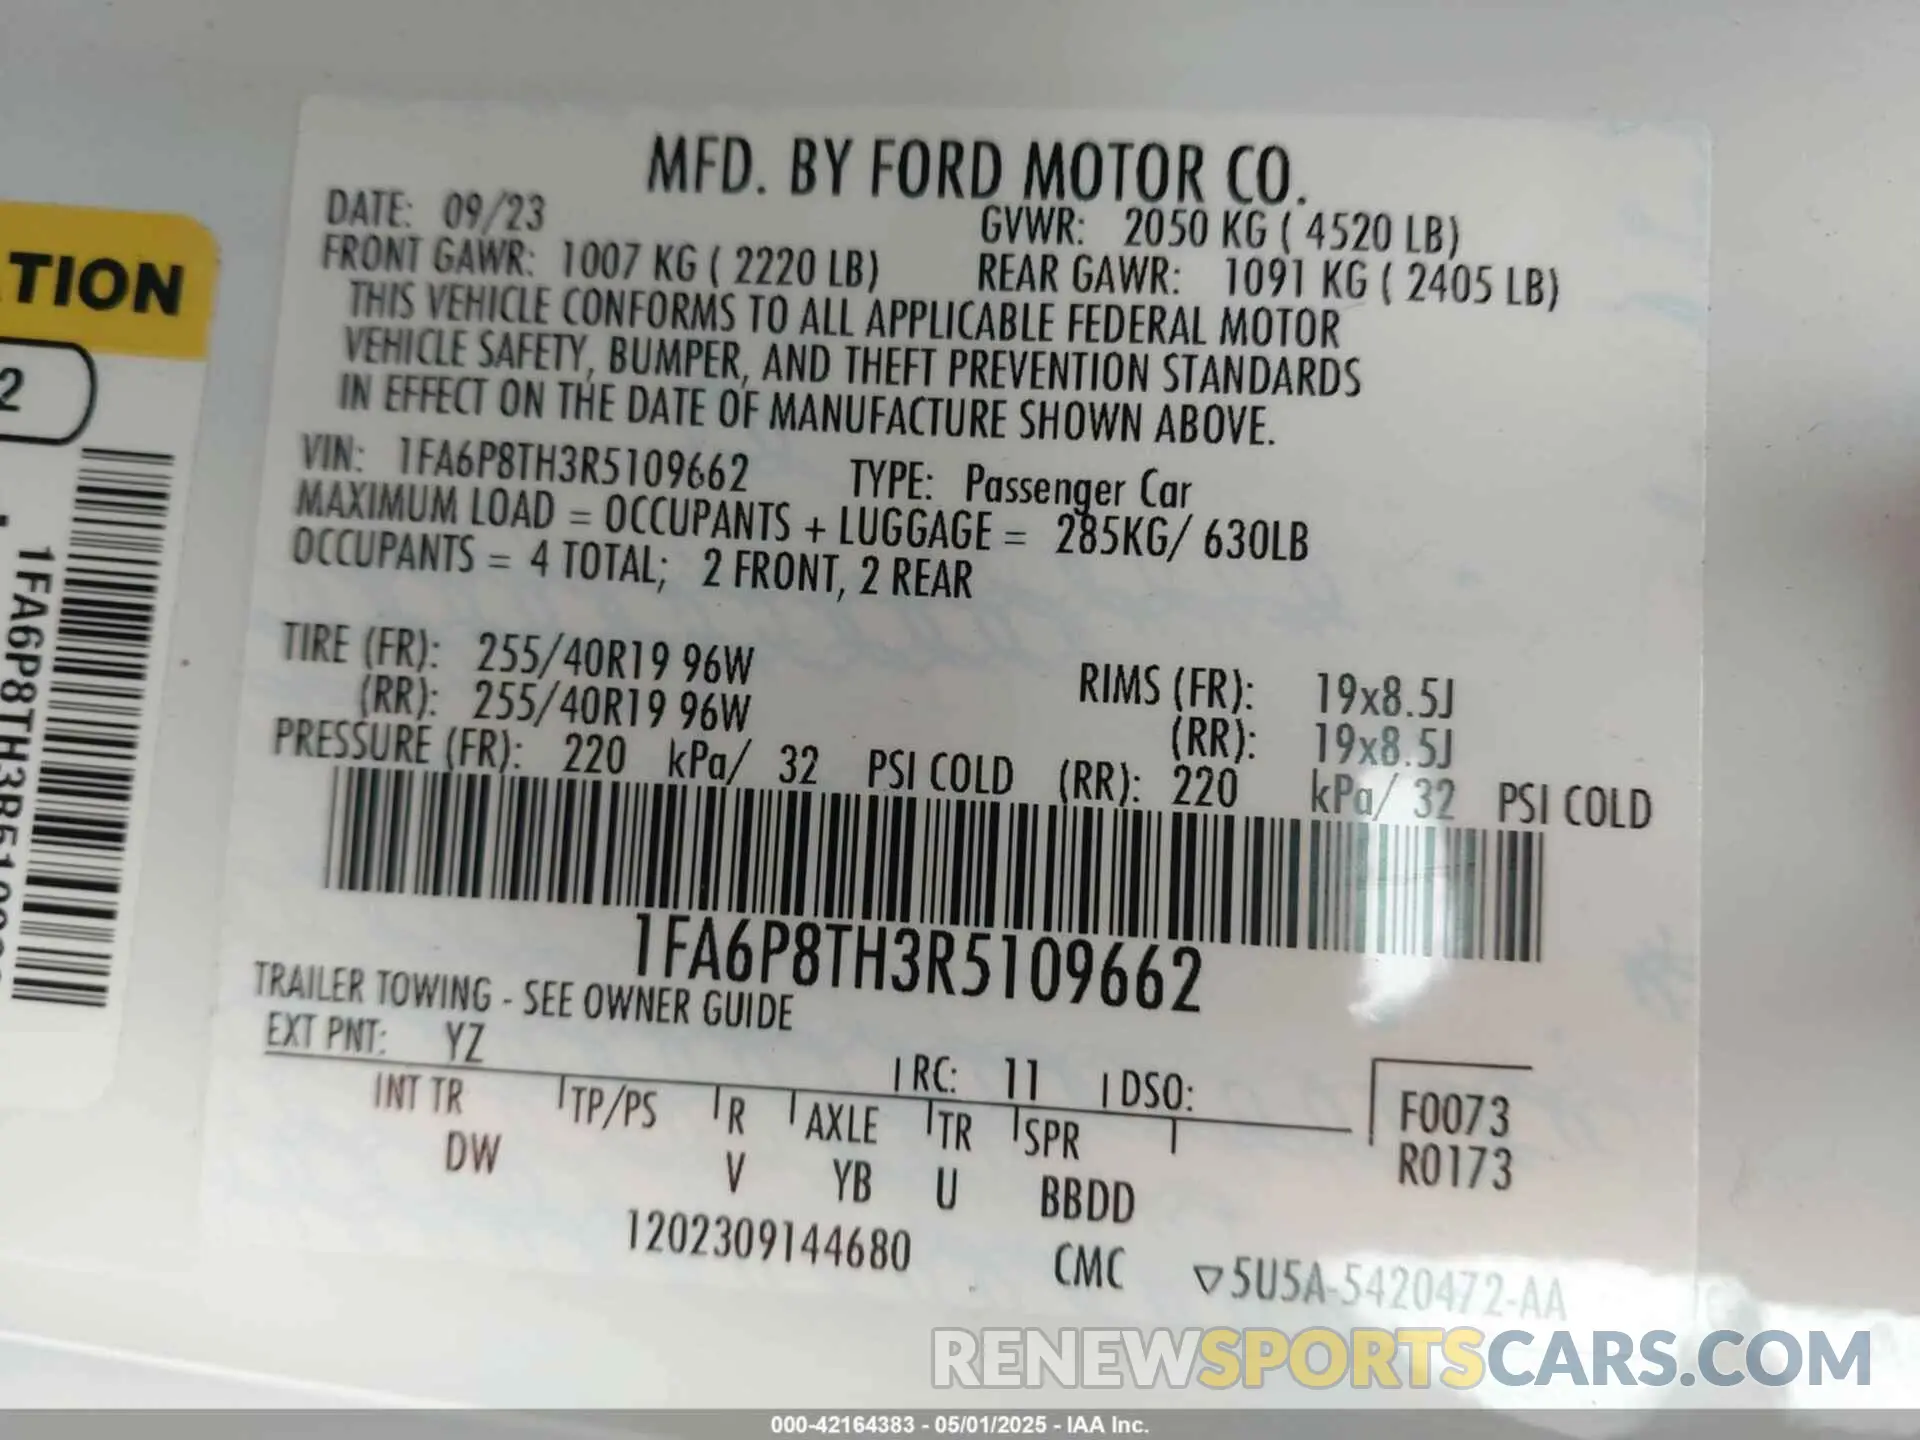 MFD. BY FORD MOTOR CO.
DATE: 09/23 GVWR: 2050 KG ( 4520 LB)
FRONT GAWR: 1007 KG ( 2220 LB) REAR GAWR: 1091 KG ( 2405 LB)
THIS VEHICLE CONFORMS TO ALL APPLICABLE FEDERAL MOTOR
VEHICLE SAFETY, BUMPER, AND THEFT PREVENTION STANDARDS
IN EFFECT ON THE DATE OF MANUFACTURE SHOWN ABOVE.
VIN: 1FA6P8TH3R5109662 TYPE: Passenger Car
MAXIMUM LOAD = OCCUPANTS + LUGGAGE = 285KG/ 630LB
OCCUPANTS = 4 TOTAL; 2 FRONT, 2 REAR
TIRE (FR): 255/40R19 96W RIMS (FR): 19x8.5J
(RR): 255/40R19 96W (RR): 19x8.5J
PRESSURE (FR): 220 kPa/ 32 PSI COLD (RR): 220 kPa/ 32 PSI COLD
1FA6P8TH3R5109662
TRAILER TOWING - SEE OWNER GUIDE
EXT PNT: YZ RC: 11 DSO:
INT TR TP/PS R AXLE TR SPR F0073
DW V YB U BBDD R0173
1202309144680 CMC ▽5U5A-5420472-AA
TION
2
1FA6P8TH3R5109
RENEWSPORTSCARS.COM
000-42164383 - 05/01/2025 - IAA Inc.